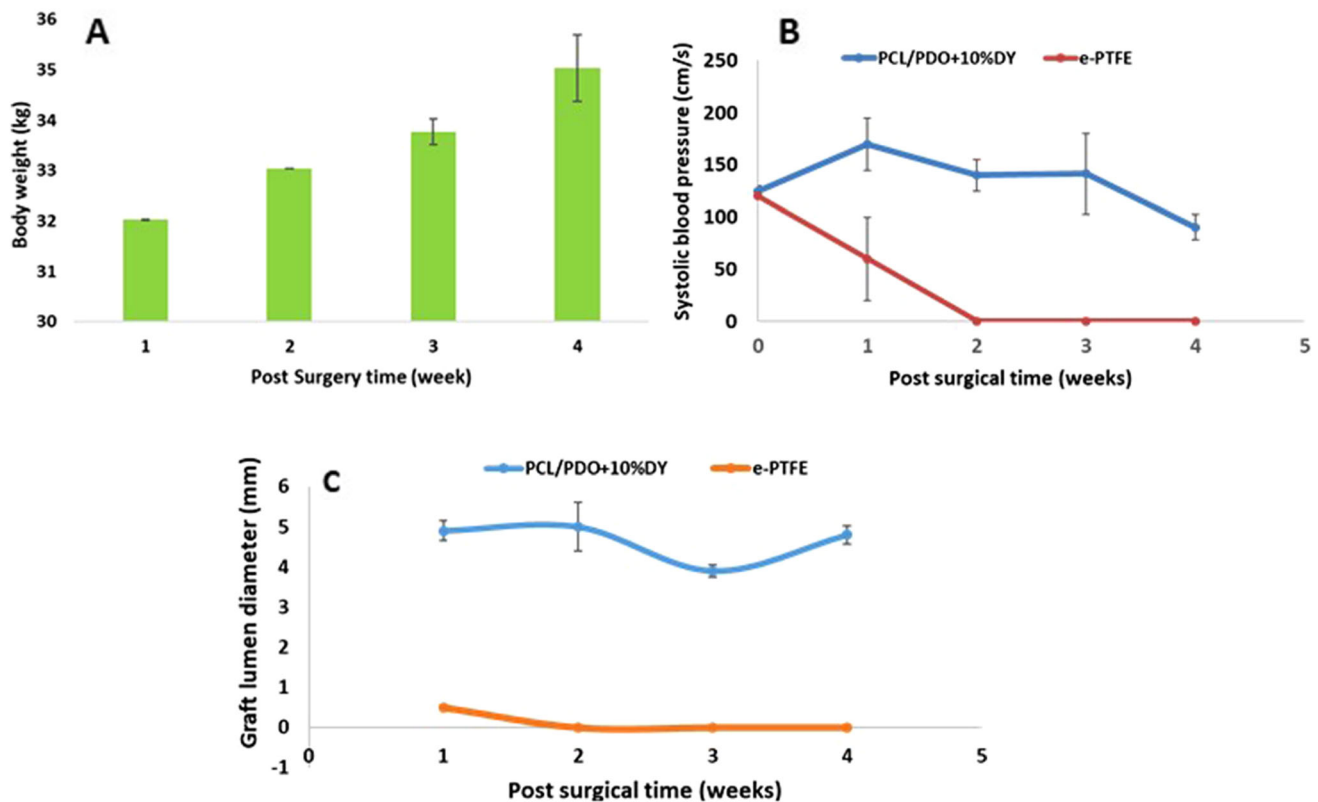 A
Body weight (kg)
36
35
34
33
32
31
30
1 2 3 4
Post Surgery time (week)
B
PCL/PDO+10%DY e-PTFE
Systolic blood pressure (cm/s)
250
200
150
100
50
0
0 1 2 3 4 5
Post surgical time (weeks)
PCL/PDO+10%DY e-PTFE
C
Graft lumen diameter (mm)
6
5
4
3
2
1
0
-1
0 1 2 3 4 5
Post surgical time (weeks)